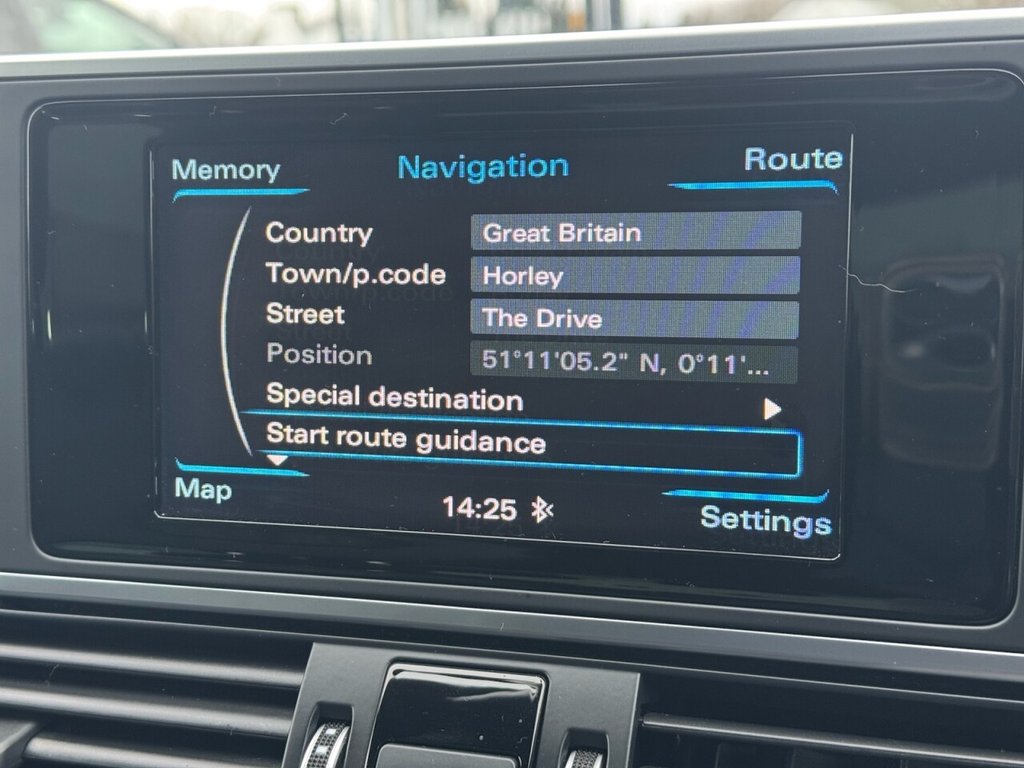 Memory Navigation Route
Country Great Britain
Town/p.code Horley
Street The Drive
Position 51°11'05.2" N, 0°11'...
Special destination
Start route guidance
Map 14:25 Settings